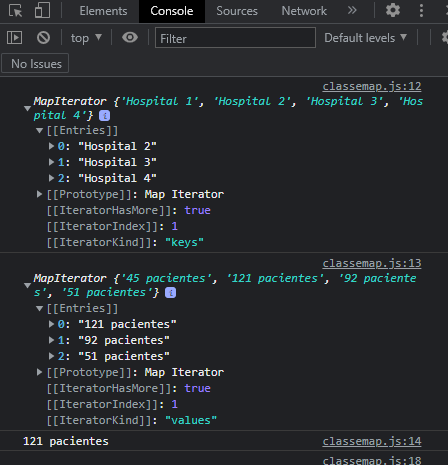 Elements Console Sources Network »
top Filter Default levels
No Issues
classemap.js:12
MapIterator {'Hospital 1', 'Hospital 2', 'Hospital 3', 'Hos
pital 4'} i
[[Entries]]
0: "Hospital 2"
1: "Hospital 3"
2: "Hospital 4"
[[Prototype]]: Map Iterator
[[IteratorHasMore]]: true
[[IteratorIndex]]: 1
[[IteratorKind]]: "keys"
classemap.js:13
MapIterator {'45 pacientes', '121 pacientes', '92 paciente
s', '51 pacientes'} i
[[Entries]]
0: "121 pacientes"
1: "92 pacientes"
2: "51 pacientes"
[[Prototype]]: Map Iterator
[[IteratorHasMore]]: true
[[IteratorIndex]]: 1
[[IteratorKind]]: "values"
121 pacientes classemap.js:14
classemap.js:18